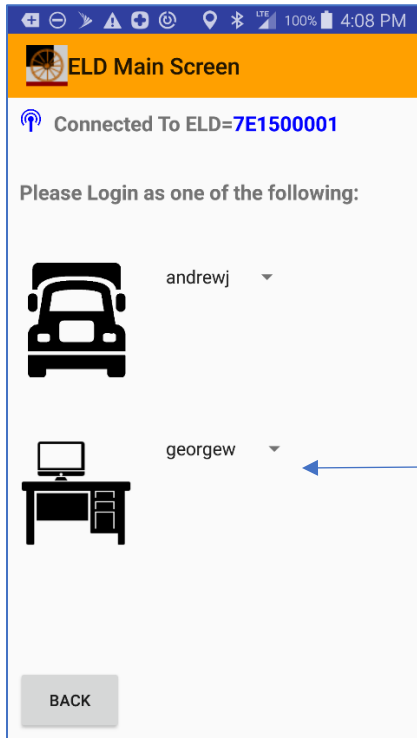 LTE 100% 4:08 PM
ELD Main Screen
Connected To ELD=7E1500001
Please Login as one of the following:
andrewj
georgew
BACK